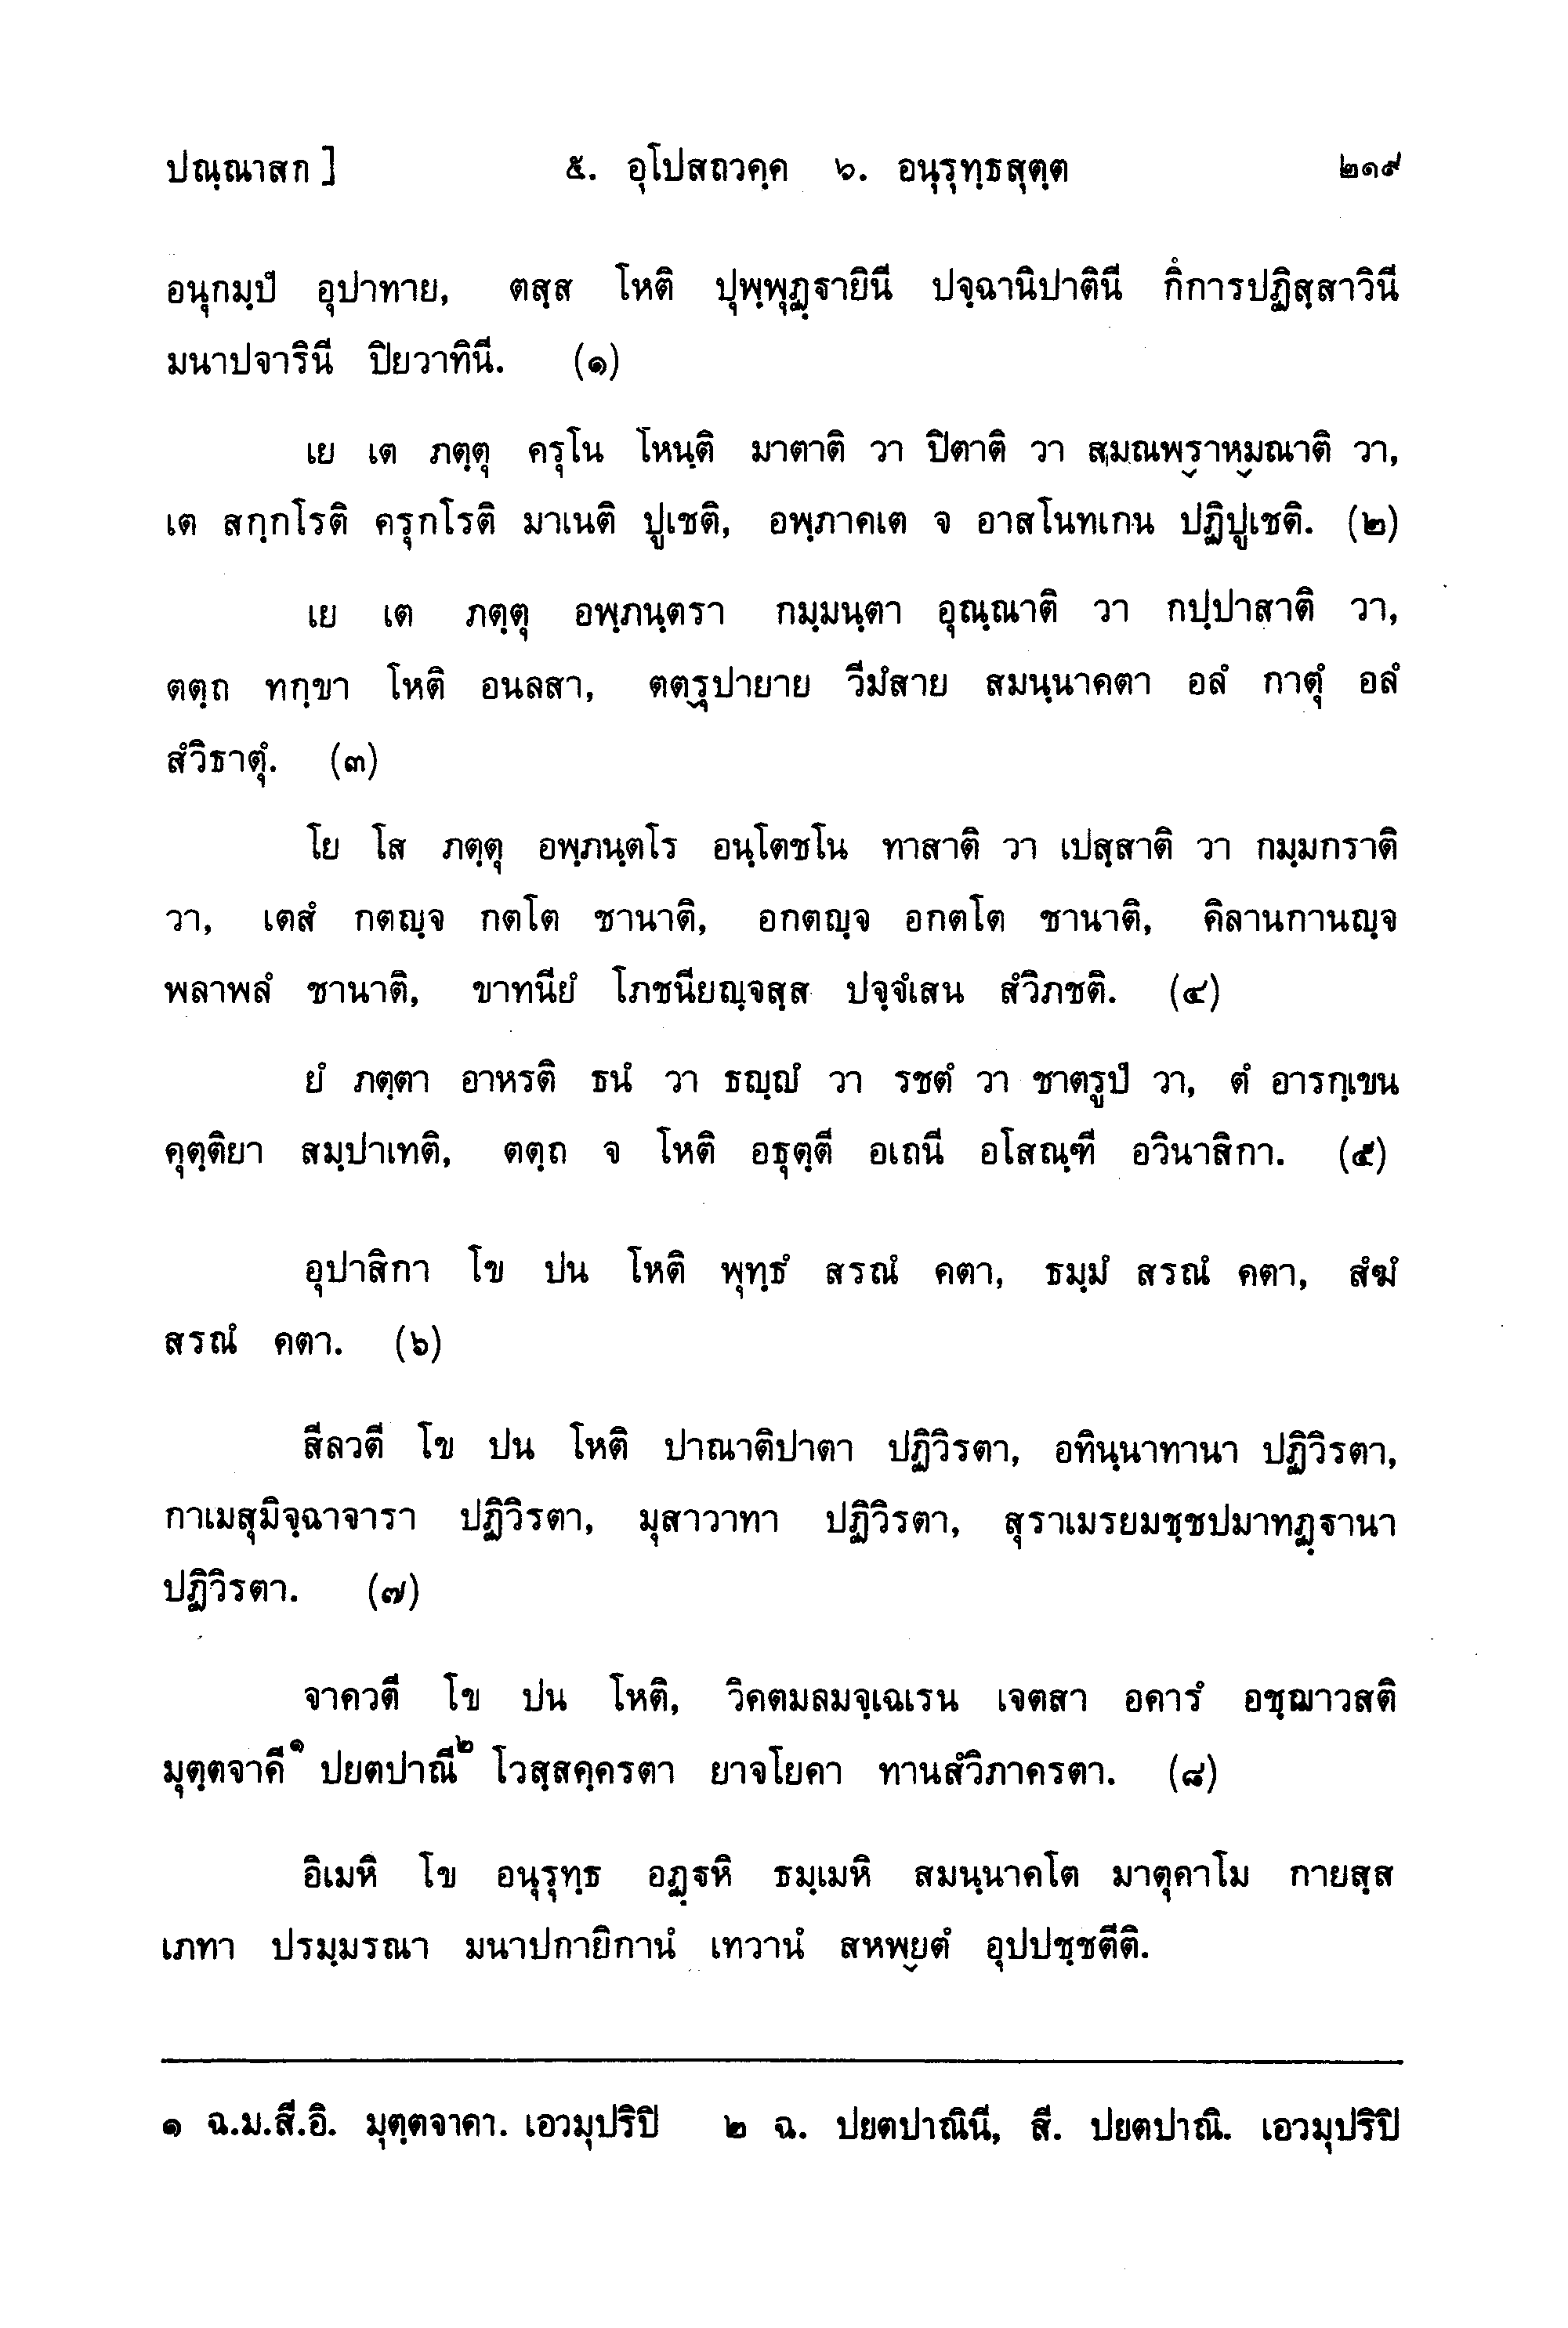 ปณฺณาสก ] ๕. อุโปสถวคฺค ๖. อนุรุทฺธสุตฺต ๒๑๙
อนุกมฺปํ อุปาทาย, ตสฺส โหติ ปุพฺพุฏฺฐายินี ปจฺฉานิปาตินี กึการปฏิสฺสาวินี
มนาปจารินี ปิยวาทินี. (๑)
เย เต ภตฺตุ ครุโน โหนฺติ มาตาติ วา ปิตาติ วา สมณพฺราหฺมณาติ วา,
เต สกฺกโรติ ครุกโรติ มาเนติ ปูเชติ, อพฺภาคเต จ อาสโนทเกน ปฏิปูเชติ. (๒)
เย เต ภตฺตุ อพฺภนฺตรา กมฺมนฺตา อุณฺณาติ วา กปฺปาสาติ วา,
ตตฺถ ทกฺขา โหติ อนลสา, ตตฺรุปายาย วีมํสาย สมนฺนาคตา อลํ กาตุํ อลํ
สํวิธาตุํ. (๓)
โย โส ภตฺตุ อพฺภนฺตโร อนฺโตชโน ทาสาติ วา เปสฺสาติ วา กมฺมกราติ
วา, เตสํ กตญฺจ กตโต ชานาติ, อกตญฺจ อกตโต ชานาติ, คิลานกานญฺจ
พลาพลํ ชานาติ, ขาทนียํ โภชนียญฺจสฺส ปจฺจํเสน สํวิภชติ. (๔)
ยํ ภตฺตา อาหรติ ธนํ วา ธญฺญํ วา รชตํ วา ชาตรูปํ วา, ตํ อารกฺเขน
คุตฺติยา สมฺปาเทติ, ตตฺถ จ โหติ อธุตฺตี อเถนี อโสณฺฑี อวินาสิกา. (๕)
อุปาสิกา โข ปน โหติ พุทฺธํ สรณํ คตา, ธมฺมํ สรณํ คตา, สํฆํ
สรณํ คตา. (๖)
สีลวตี โข ปน โหติ ปาณาติปาตา ปฏิวิรตา, อทินฺนาทานา ปฏิวิรตา,
กาเมสุมิจฺฉาจารา ปฏิวิรตา, มุสาวาทา ปฏิวิรตา, สุราเมรยมชฺชปมาทฏฺฐานา
ปฏิวิรตา. (๗)
จาควตี โข ปน โหติ, วิคตมลมจฺเฉเรน เจตสา อคารํ อชฺฌาวสติ
มุตฺตจาคี๑ ปยตปาณี๒ โวสฺสคฺครตา ยาจโยคา ทานสํวิภาครตา. (๘)
อิเมหิ โข อนุรุทฺธ อฏฺฐหิ ธมฺเมหิ สมนฺนาคโต มาตุคาโม กายสฺส
เภทา ปรมฺมรณา มนาปกายิกานํ เทวานํ สหพฺยตํ อุปปชฺชตีติ.
๑ ฉ.ม.สี.อิ. มุตฺตจาคา. เอวมุปริปิ ๒ ฉ. ปยตปาณินี, สี. ปยตปาณิ. เอวมุปริปิ